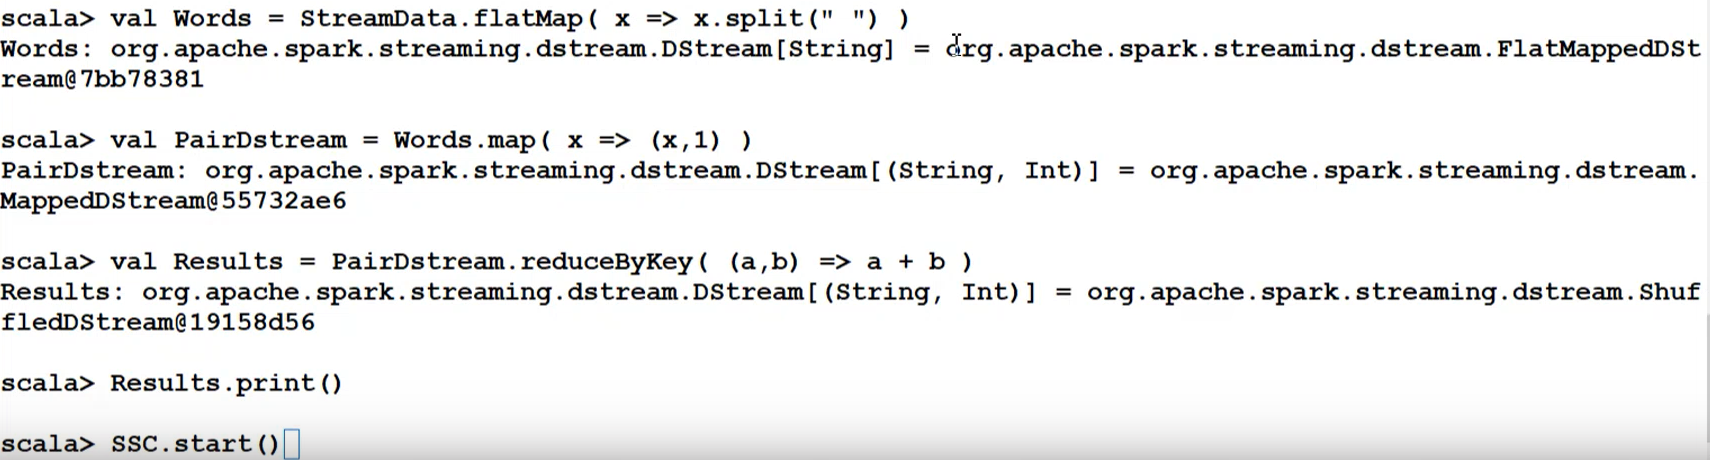 scala> val Words = StreamData.flatMap( x => x.split(" ") )
Words: org.apache.spark.streaming.dstream.DStream[String] = org.apache.spark.streaming.dstream.FlatMappedDSt
ream@7bb78381
scala> val PairDstream = Words.map( x => (x,1) )
PairDstream: org.apache.spark.streaming.dstream.DStream[(String, Int)] = org.apache.spark.streaming.dstream.
MappedDStream@55732ae6
scala> val Results = PairDstream.reduceByKey( (a,b) => a + b )
Results: org.apache.spark.streaming.dstream.DStream[(String, Int)] = org.apache.spark.streaming.dstream.Shuf
fledDStream@19158d56
scala> Results.print()
scala> SSC.start()